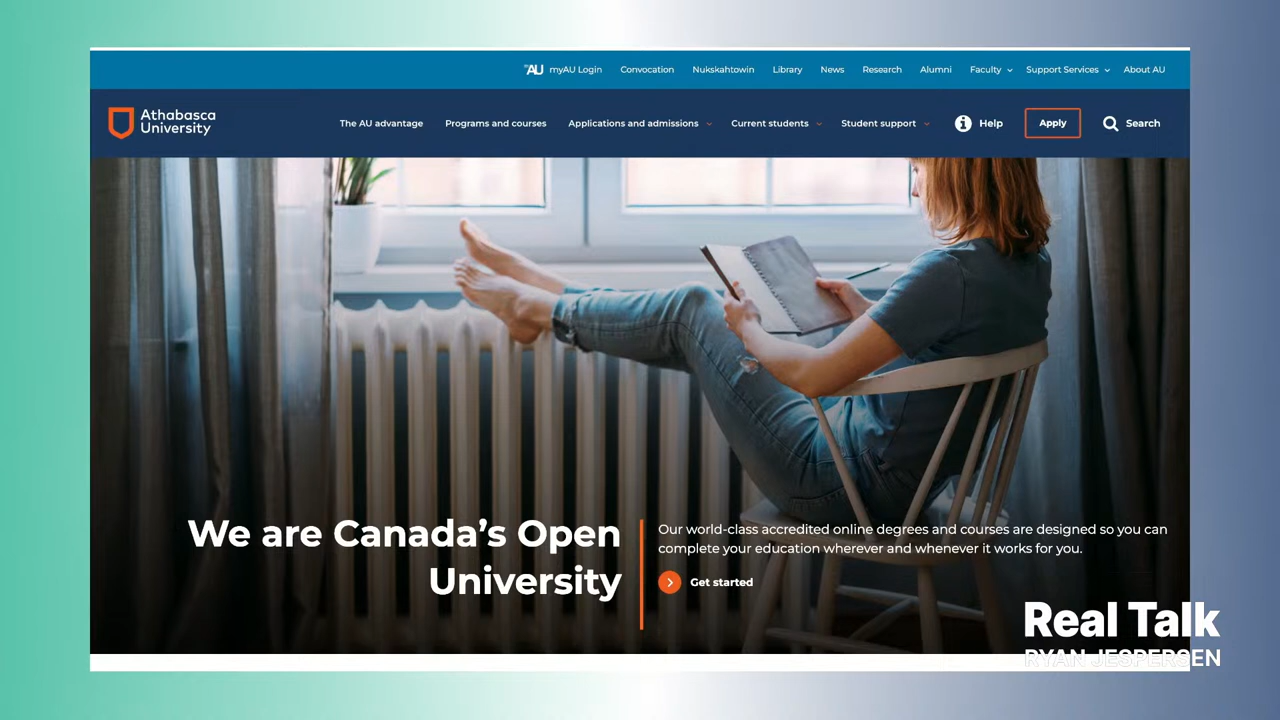 AU myAU Login Convocation Nukskahtowin Library News Research Alumni Faculty Support Services About AU
Athabasca
University
The AU advantage Programs and courses Applications and admissions Current students Student support Help Apply Search
We are Canada's Open
University
Our world-class accredited online degrees and courses are designed so you can
complete your education wherever and whenever it works for you.
Get started
Real Talk
RYAN JESPERSEN